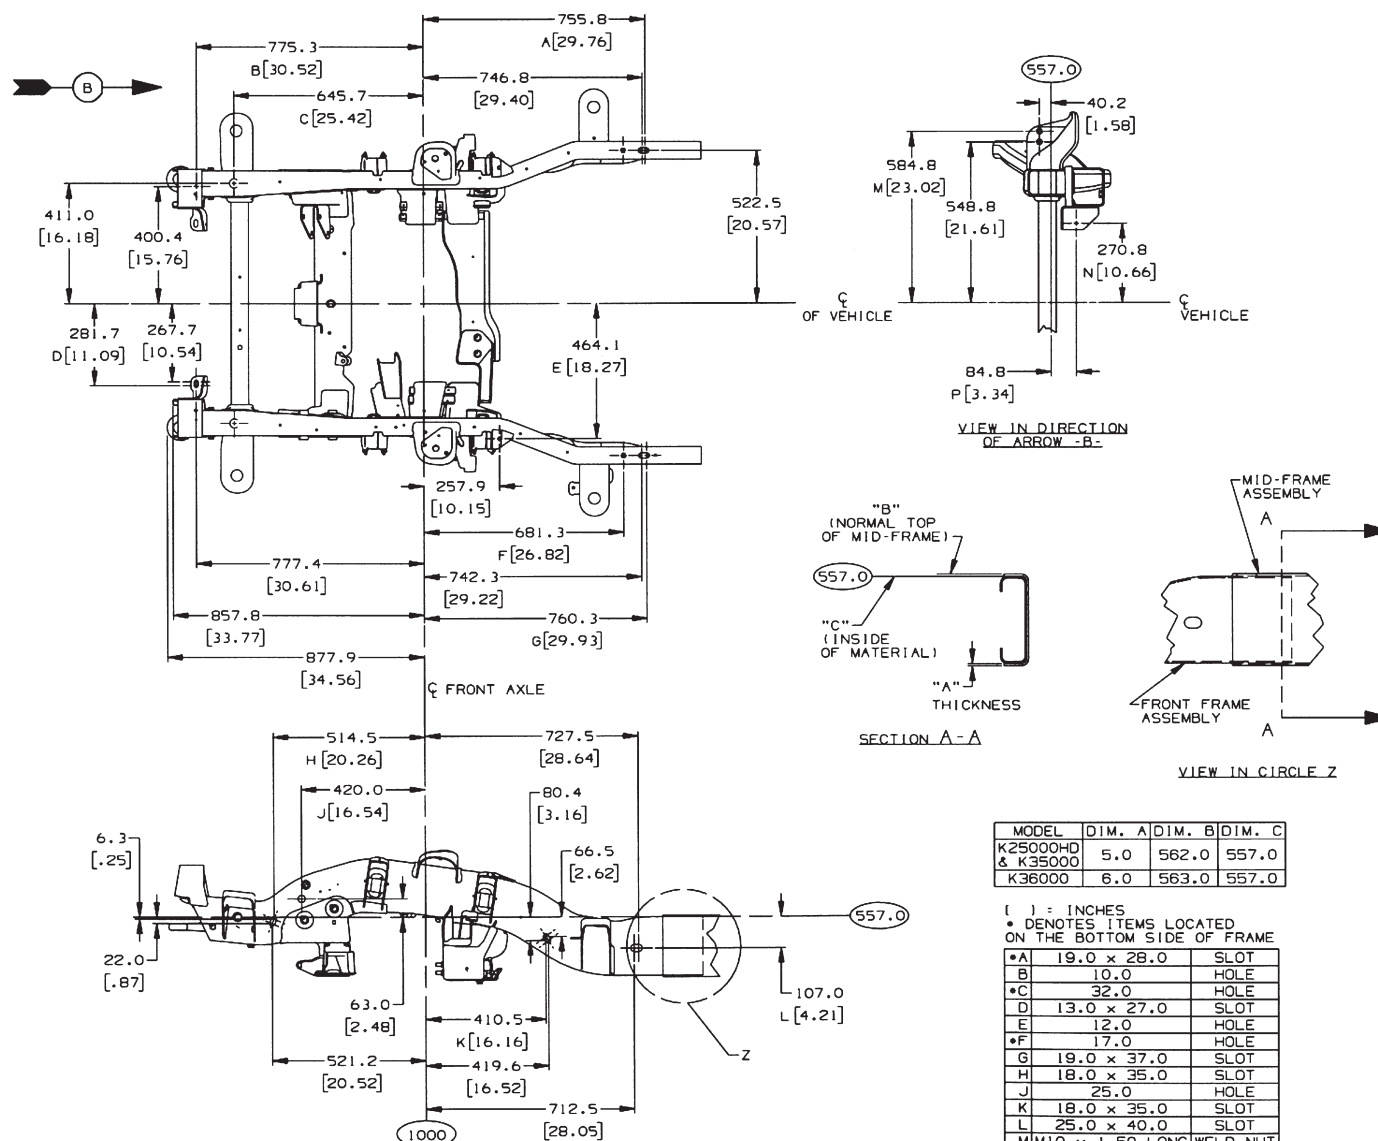 755.8
A[29.76]
775.3
B[30.52]
746.8
[29.40]
645.7
C[25.42]
B
411.0
[16.18]
400.4
[15.76]
522.5
[20.57]
281.7
D[11.09]
267.7
[10.54]
464.1
E[18.27]
℄
OF VEHICLE
257.9
[10.15]
681.3
F[26.82]
777.4
[30.61]
742.3
[29.22]
857.8
[33.77]
760.3
G[29.93]
877.9
[34.56]
℄ FRONT AXLE
557.0
40.2
[1.58]
584.8
M[23.02]
548.8
[21.61]
270.8
N[10.66]
℄
VEHICLE
84.8
P[3.34]
VIEW IN DIRECTION
OF ARROW -B-
"B"
(NORMAL TOP
OF MID-FRAME)
557.0
"C"
(INSIDE
OF MATERIAL)
"A"
THICKNESS
SECTION A-A
MID-FRAME
ASSEMBLY
A
FRONT FRAME
ASSEMBLY
A
VIEW IN CIRCLE Z
514.5
H[20.26]
727.5
[28.64]
420.0
J[16.54]
80.4
[3.16]
6.3
[.25]
66.5
[2.62]
557.0
22.0
[.87]
63.0
[2.48]
107.0
L[4.21]
410.5
K[16.16]
Z
521.2
[20.52]
419.6
[16.52]
712.5
[28.05]
1000
MODEL DIM. A DIM. B DIM. C
K25000HD
& K35000 5.0 562.0 557.0
K36000 6.0 563.0 557.0
[ ] = INCHES
• DENOTES ITEMS LOCATED
ON THE BOTTOM SIDE OF FRAME
•A 19.0 x 28.0 SLOT
B 10.0 HOLE
•C 32.0 HOLE
D 13.0 x 27.0 SLOT
E 12.0 HOLE
•F 17.0 HOLE
G 19.0 x 37.0 SLOT
H 18.0 x 35.0 SLOT
J 25.0 HOLE
K 18.0 x 35.0 SLOT
L 25.0 x 40.0 SLOT
M M10 x 1.50 LONG WELD NUT